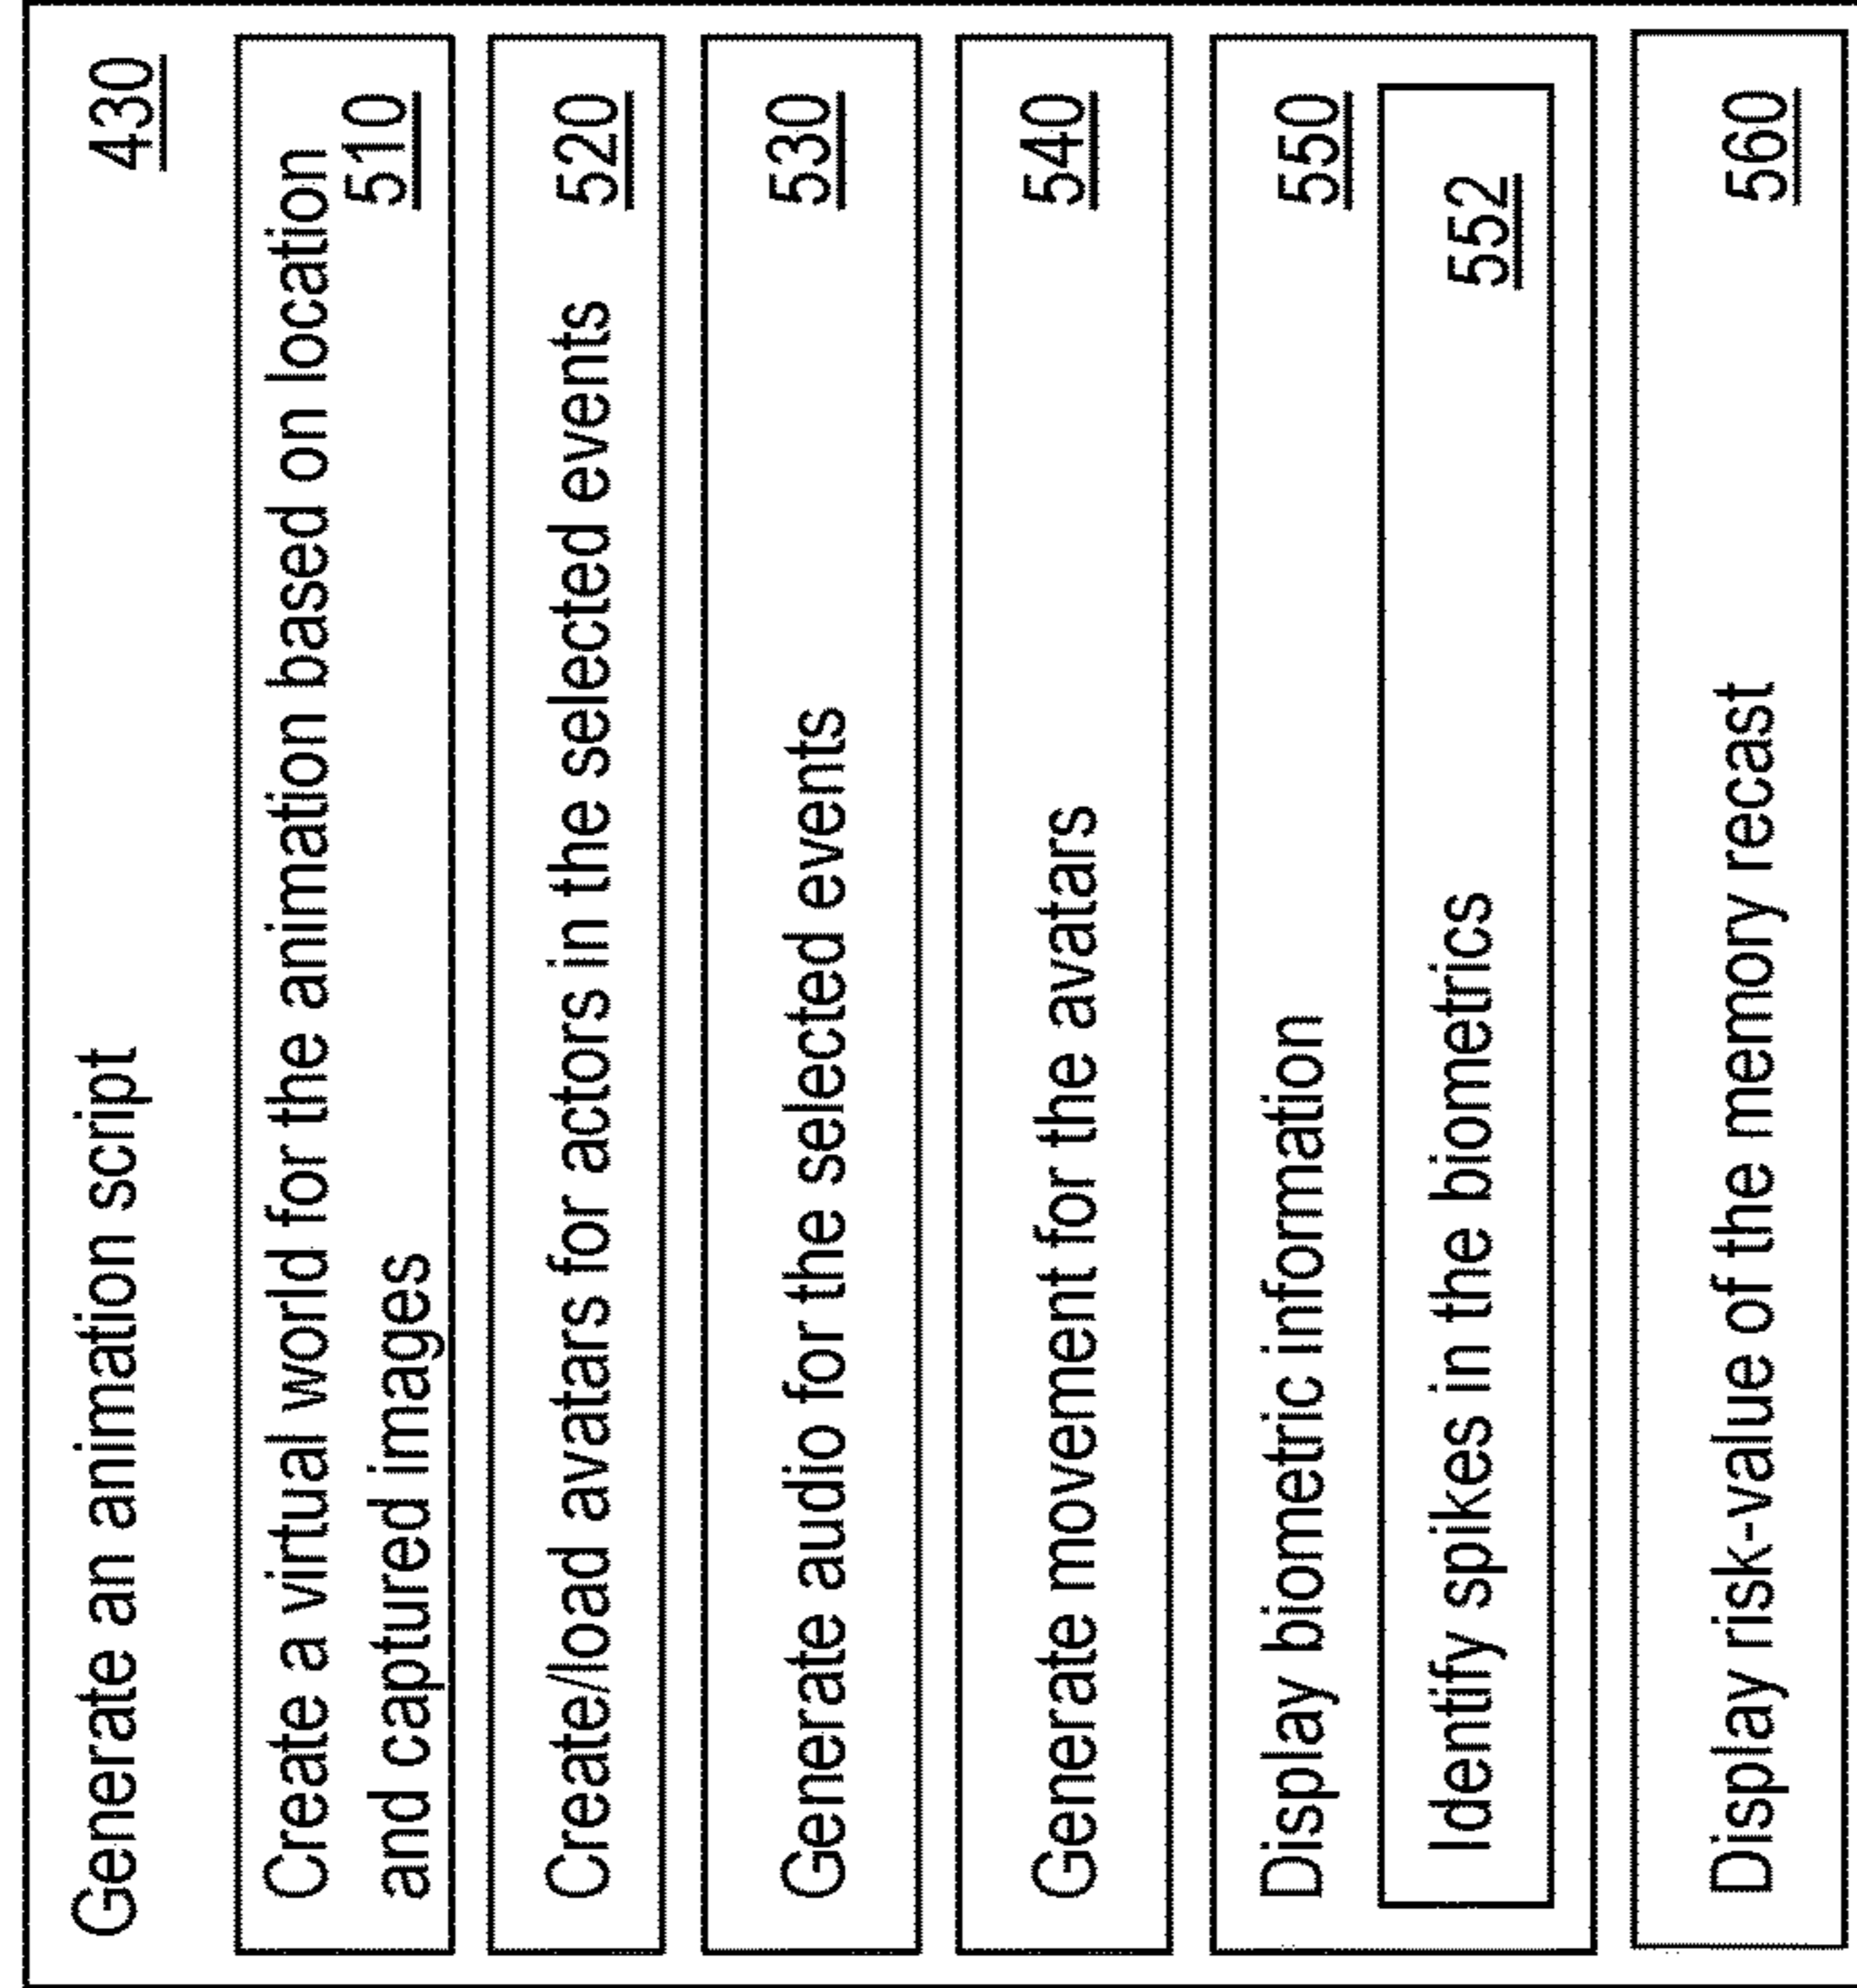 Generate an animation script 430
Create a virtual world for the animation based on location
and captured images 510
Create/load avatars for actors in the selected events 520
Generate audio for the selected events 530
Generate movement for the avatars 540
Display biometric information 550
Identify spikes in the biometrics 552
Display risk-value of the memory recast 560